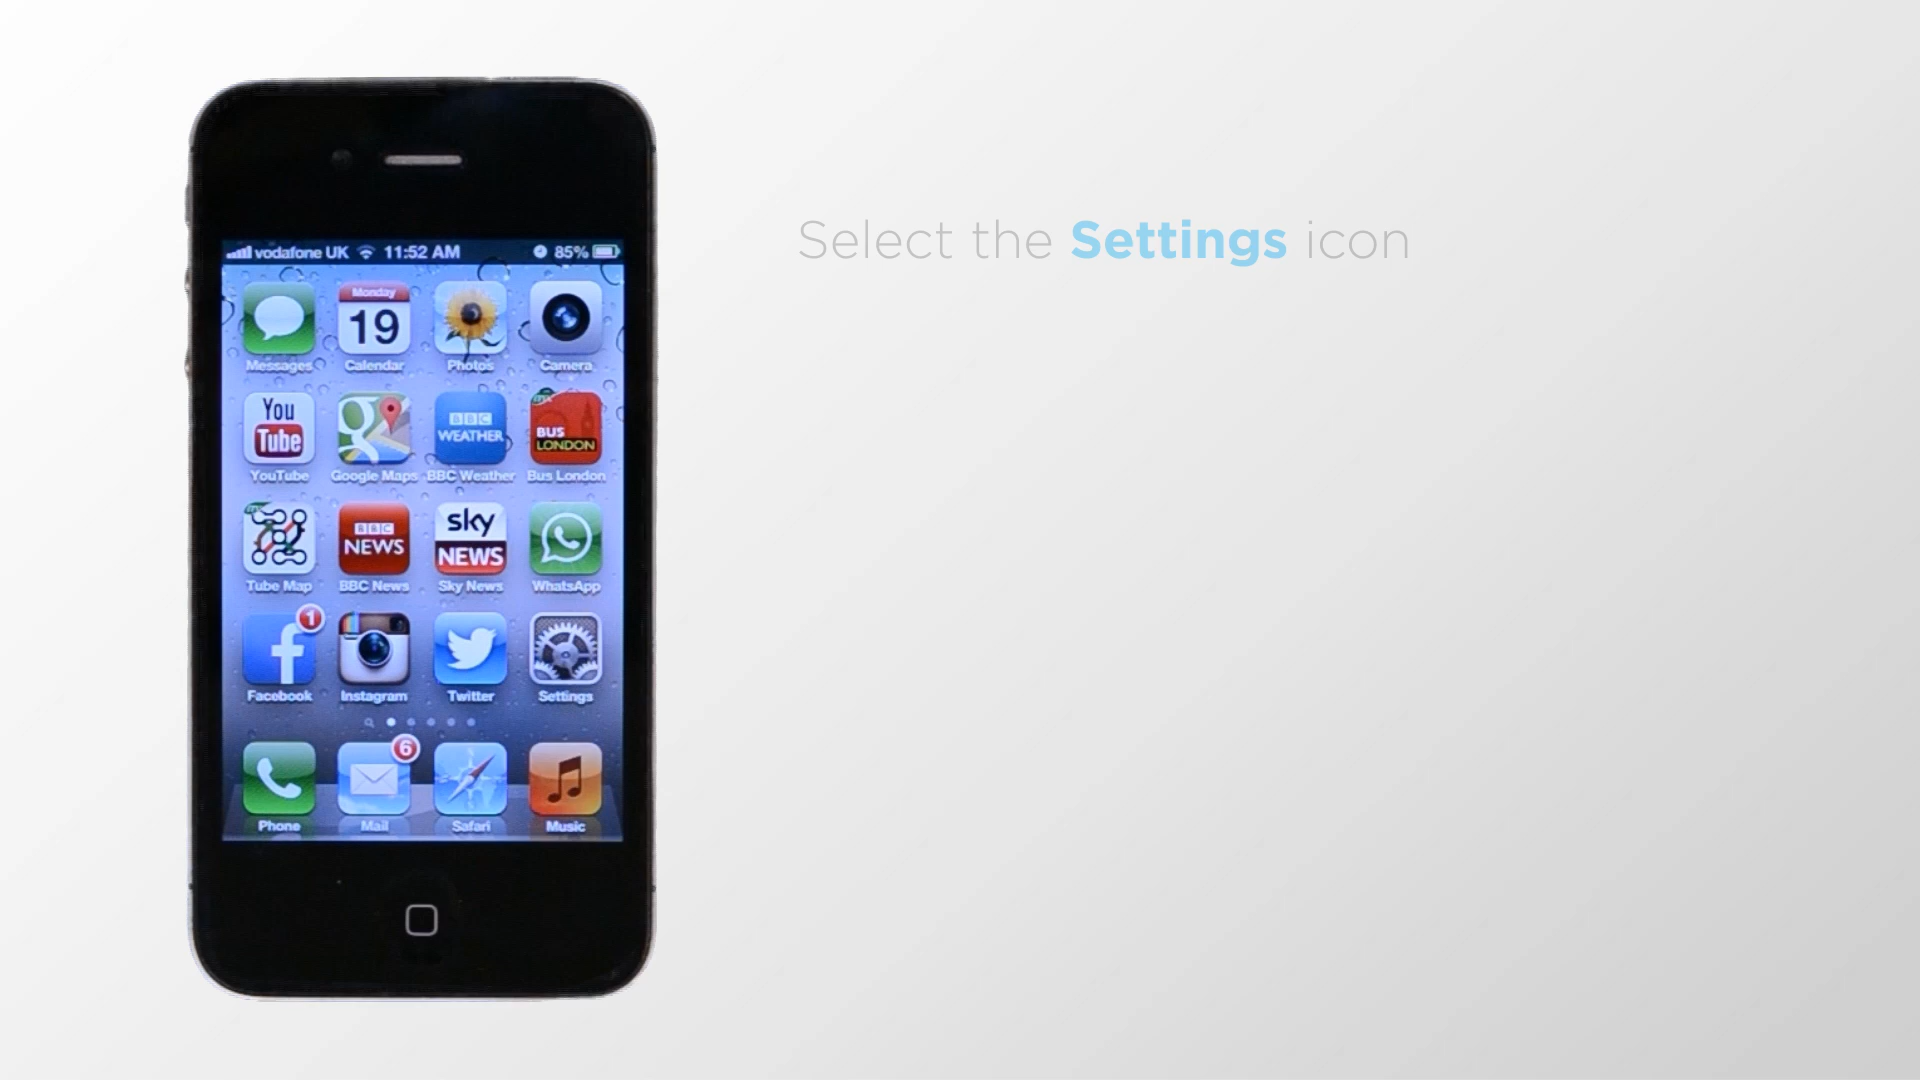 Select the Settings icon
vodafone UK 11:52 AM 85%
Monday
19
Messages Calendar Photos Camera
You
Tube
BBC
WEATHER
BUS
LONDON
YouTube Google Maps BBC Weather Bus London
BBC
NEWS
sky
NEWS
Tube Map BBC News Sky News WhatsApp
1
Facebook Instagram Twitter Settings
6
Phone Mail Safari Music